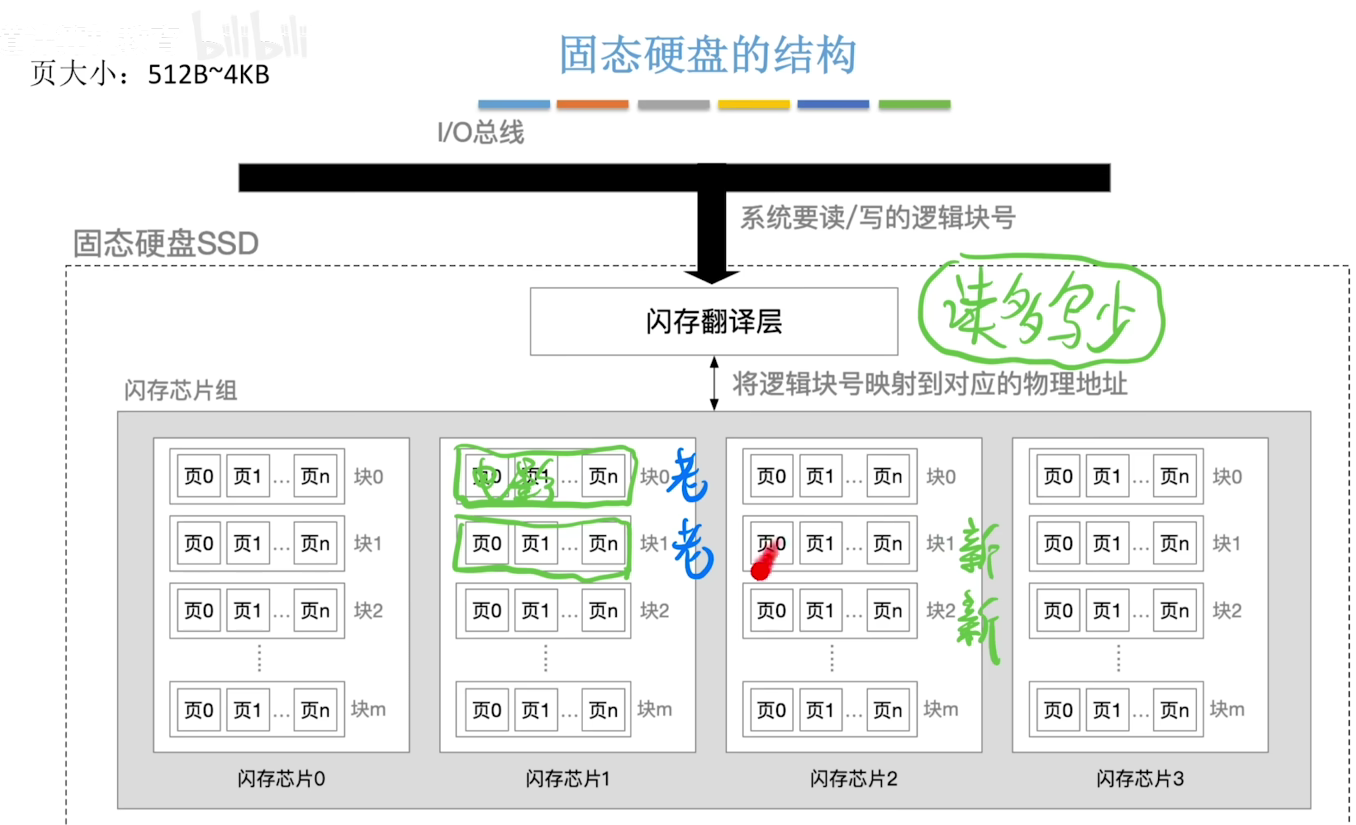 bilibili
页大小：512B~4KB
固态硬盘的结构
I/O总线
系统要读/写的逻辑块号
固态硬盘SSD
读多写少
闪存翻译层
将逻辑块号映射到对应的物理地址
闪存芯片组
页0 页1 … 页n 块0
页0 页1 … 页n 块1
页0 页1 … 页n 块2
页0 页1 … 页n 块m
闪存芯片0
页0 页1 … 页n 块0 老
电影
页0 页1 … 页n 块1 老
页0 页1 … 页n 块2
页0 页1 … 页n 块m
闪存芯片1
页0 页1 … 页n 块0
页0 页1 … 页n 块1 新
页0 页1 … 页n 块2 新
页0 页1 … 页n 块m
闪存芯片2
页0 页1 … 页n 块0
页0 页1 … 页n 块1
页0 页1 … 页n 块2
页0 页1 … 页n 块m
闪存芯片3